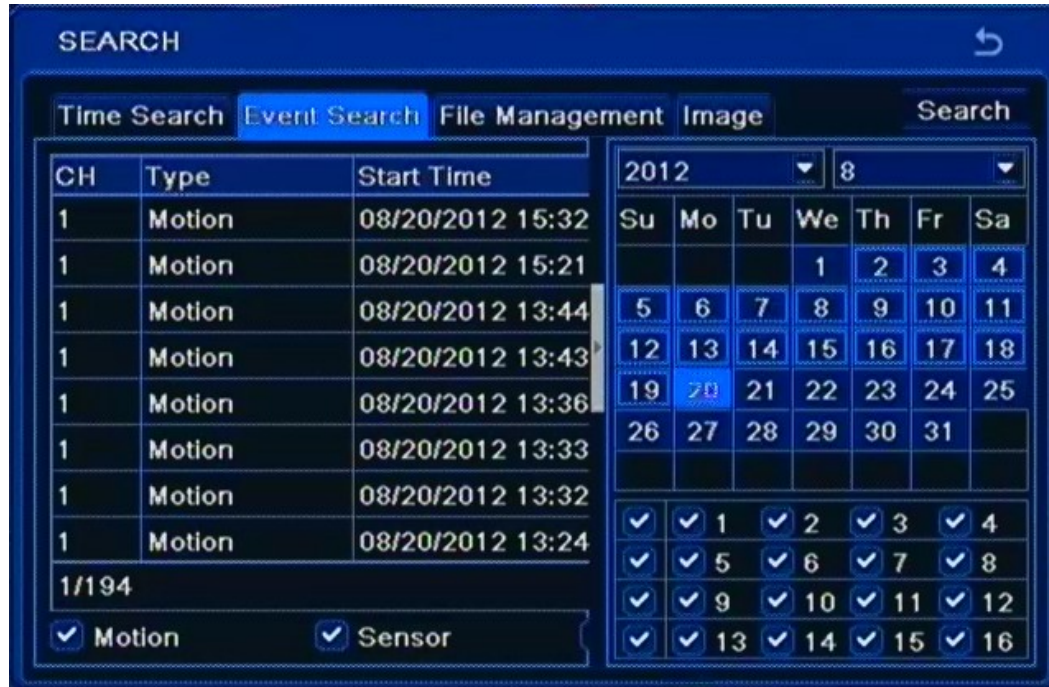 SEARCH
Time Search Event Search File Management Image Search
CH Type Start Time
1 Motion 08/20/2012 15:32
1 Motion 08/20/2012 15:21
1 Motion 08/20/2012 13:44
1 Motion 08/20/2012 13:43
1 Motion 08/20/2012 13:36
1 Motion 08/20/2012 13:33
1 Motion 08/20/2012 13:32
1 Motion 08/20/2012 13:24
1/194
Motion Sensor
2012 8
Su Mo Tu We Th Fr Sa
1 2 3 4
5 6 7 8 9 10 11
12 13 14 15 16 17 18
19 20 21 22 23 24 25
26 27 28 29 30 31
1 2 3 4
5 6 7 8
9 10 11 12
13 14 15 16